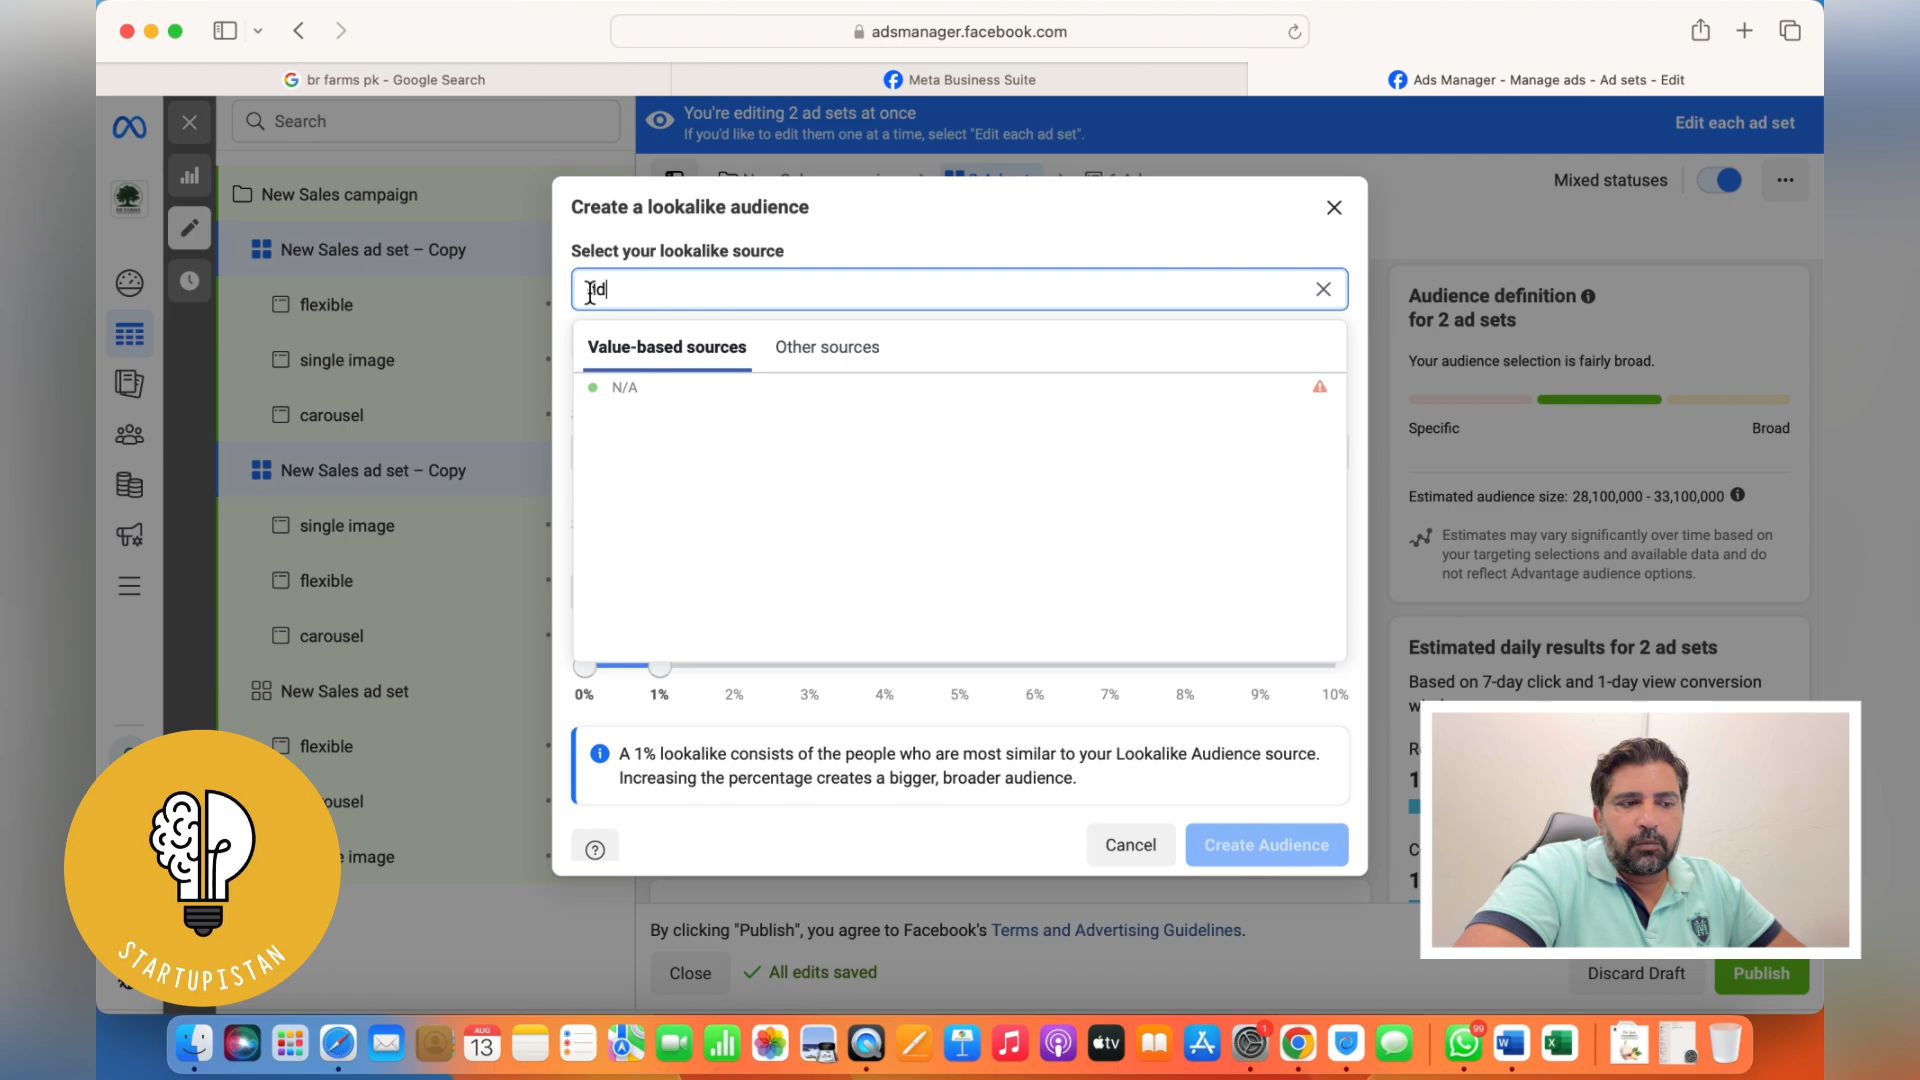 adsmanager.facebook.com
br farms pk - Google Search
Meta Business Suite
Ads Manager - Manage ads - Ad sets - Edit
Search
You're editing 2 ad sets at once
If you'd like to edit them one at a time, select "Edit each ad set".
Edit each ad set
New Sales campaign
Mixed statuses
New Sales ad set – Copy
flexible
single image
carousel
New Sales ad set – Copy
single image
flexible
carousel
New Sales ad set
flexible
Create a lookalike audience
Select your lookalike source
Value-based sources
Other sources
N/A
0% 1% 2% 3% 4% 5% 6% 7% 8% 9% 10%
A 1% lookalike consists of the people who are most similar to your Lookalike Audience source.
Increasing the percentage creates a bigger, broader audience.
Cancel
Create Audience
Audience definition
for 2 ad sets
Your audience selection is fairly broad.
Specific
Broad
Estimated audience size: 28,100,000 - 33,100,000
Estimates may vary significantly over time based on
your targeting selections and available data and do
not reflect Advantage audience options.
Estimated daily results for 2 ad sets
Based on 7-day click and 1-day view conversion
By clicking "Publish", you agree to Facebook's Terms and Advertising Guidelines.
Close
All edits saved
Discard Draft
Publish
STARTUPISTAN
AUG
13
tv
1
99
W
X